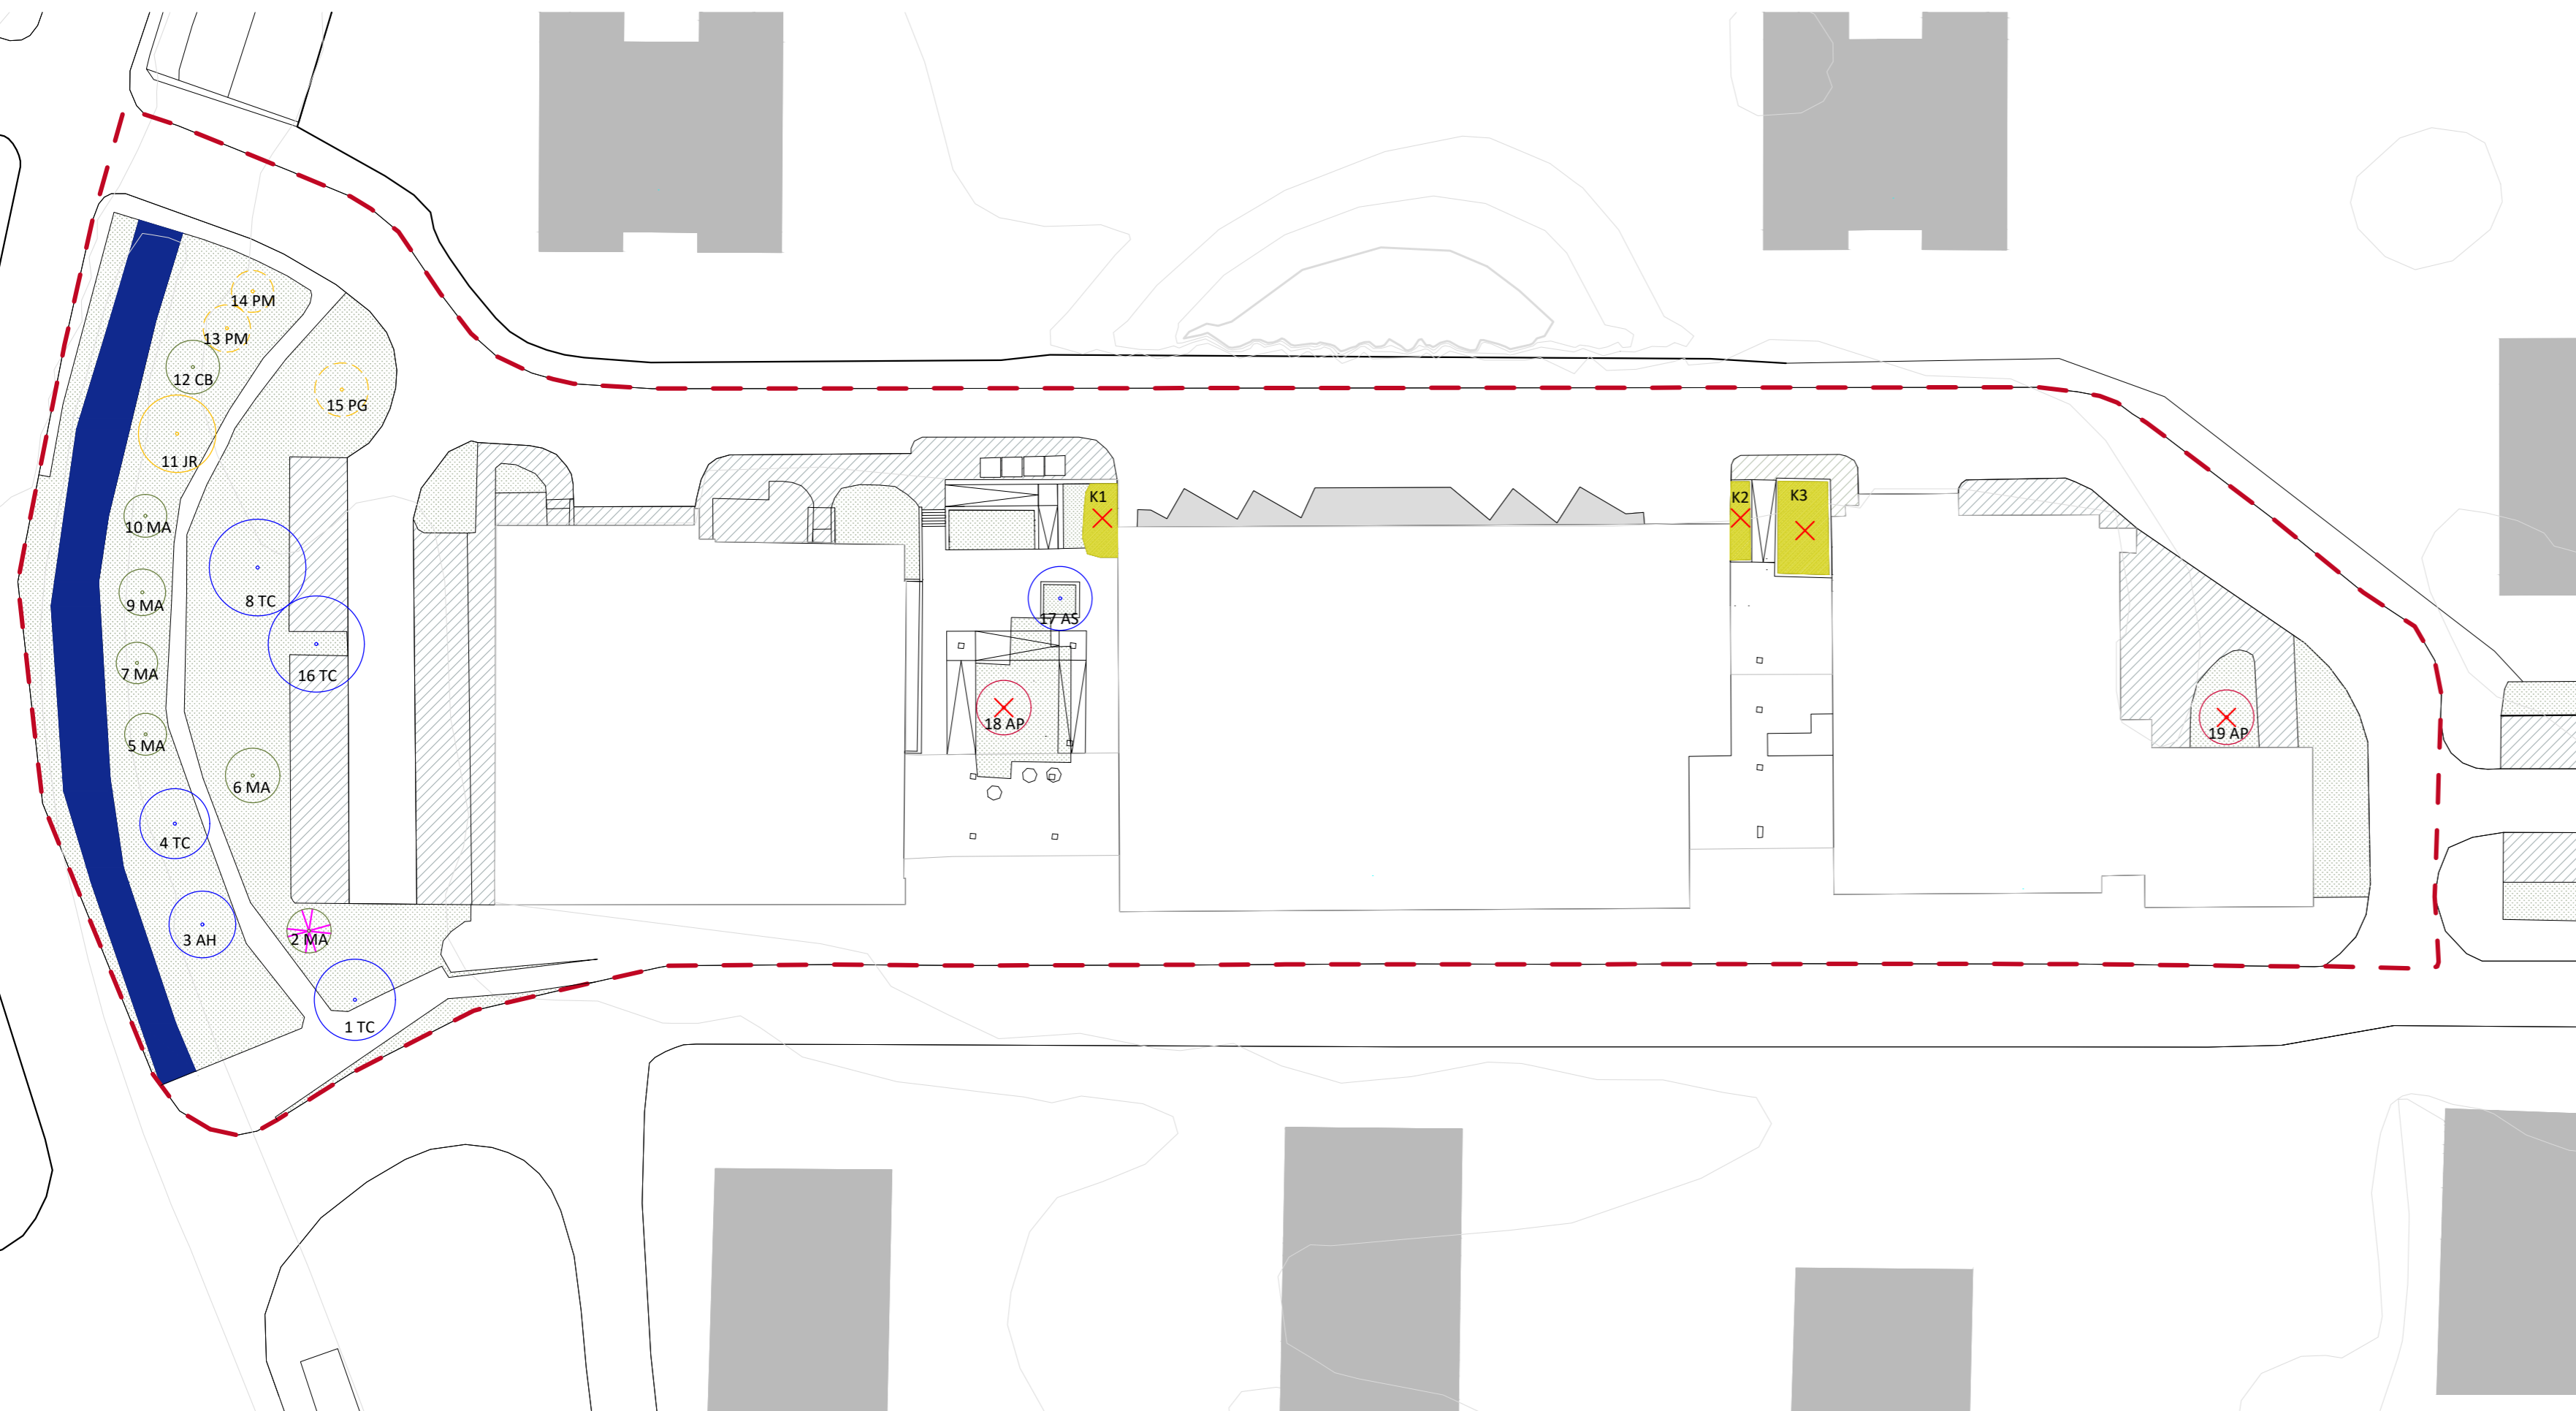 14 PM
13 PM
12 CB
15 PG
11 JR
K1
K2
K3
10 MA
8 TC
9 MA
17 AS
7 MA
16 TC
18 AP
19 AP
5 MA
6 MA
4 TC
3 AH
2 MA
1 TC